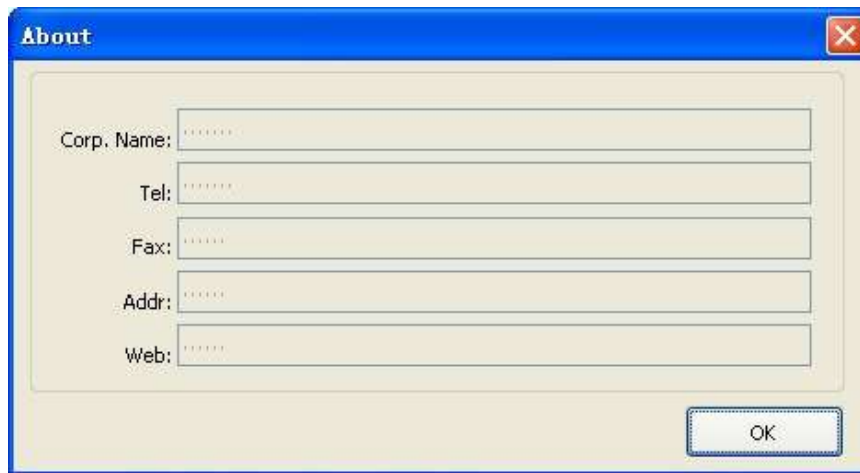 About
Corp. Name: .......
Tel: .......
Fax: ......
Addr: ......
Web: ......
OK